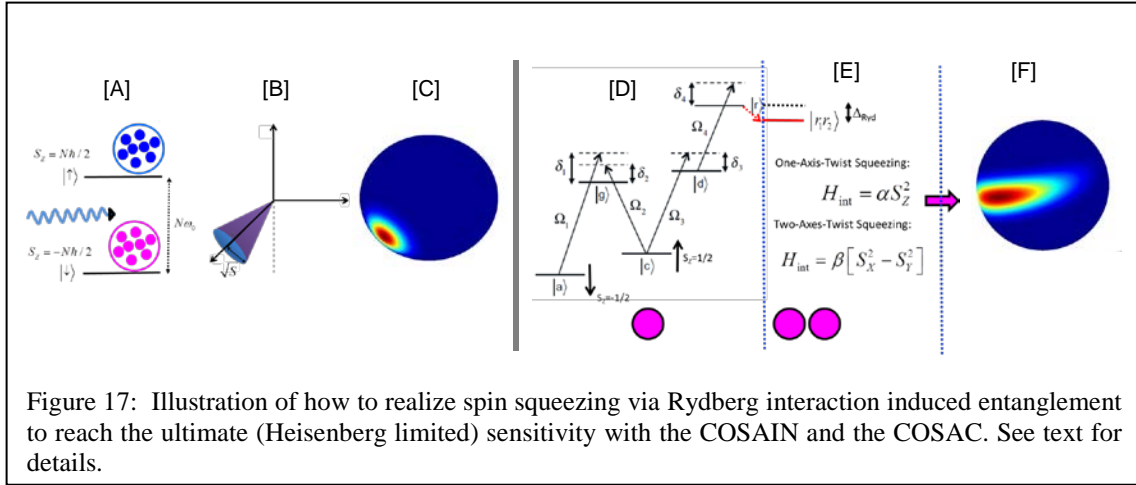 [A]
[B]
[C]
[D]
[E]
[F]
S_Z = Nℏ/2
|↑⟩
S_Z = -Nℏ/2
|↓⟩
Nω₀
√S
δ₁
δ₂
δ₃
δ₄
Ω₁
Ω₂
Ω₃
Ω₄
|g⟩
|d⟩
|c⟩
|a⟩
|r⟩
|r₁r₂⟩
Δ_Ryd
S_z=1/2
S_z=-1/2
One-Axis-Twist Squeezing:
H_int = αS_Z²
Two-Axes-Twist Squeezing:
H_int = β[S_X² − S_Y²]
Figure 17: Illustration of how to realize spin squeezing via Rydberg interaction induced entanglement
to reach the ultimate (Heisenberg limited) sensitivity with the COSAIN and the COSAC. See text for
details.